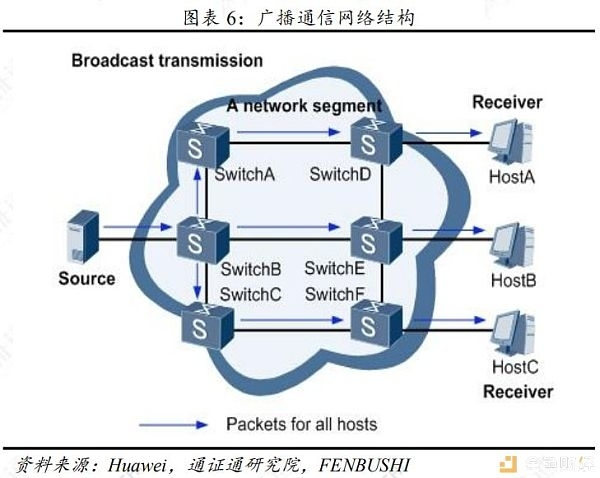 图表 6：广播通信网络结构
Broadcast transmission
A network segment
Receiver
SwitchA
SwitchD
HostA
Source
SwitchB
SwitchE
HostB
SwitchC
SwitchF
HostC
Receiver
Packets for all hosts
资料来源：Huawei，通证通研究院，FENBUSHI
S
S
S
S
S
S